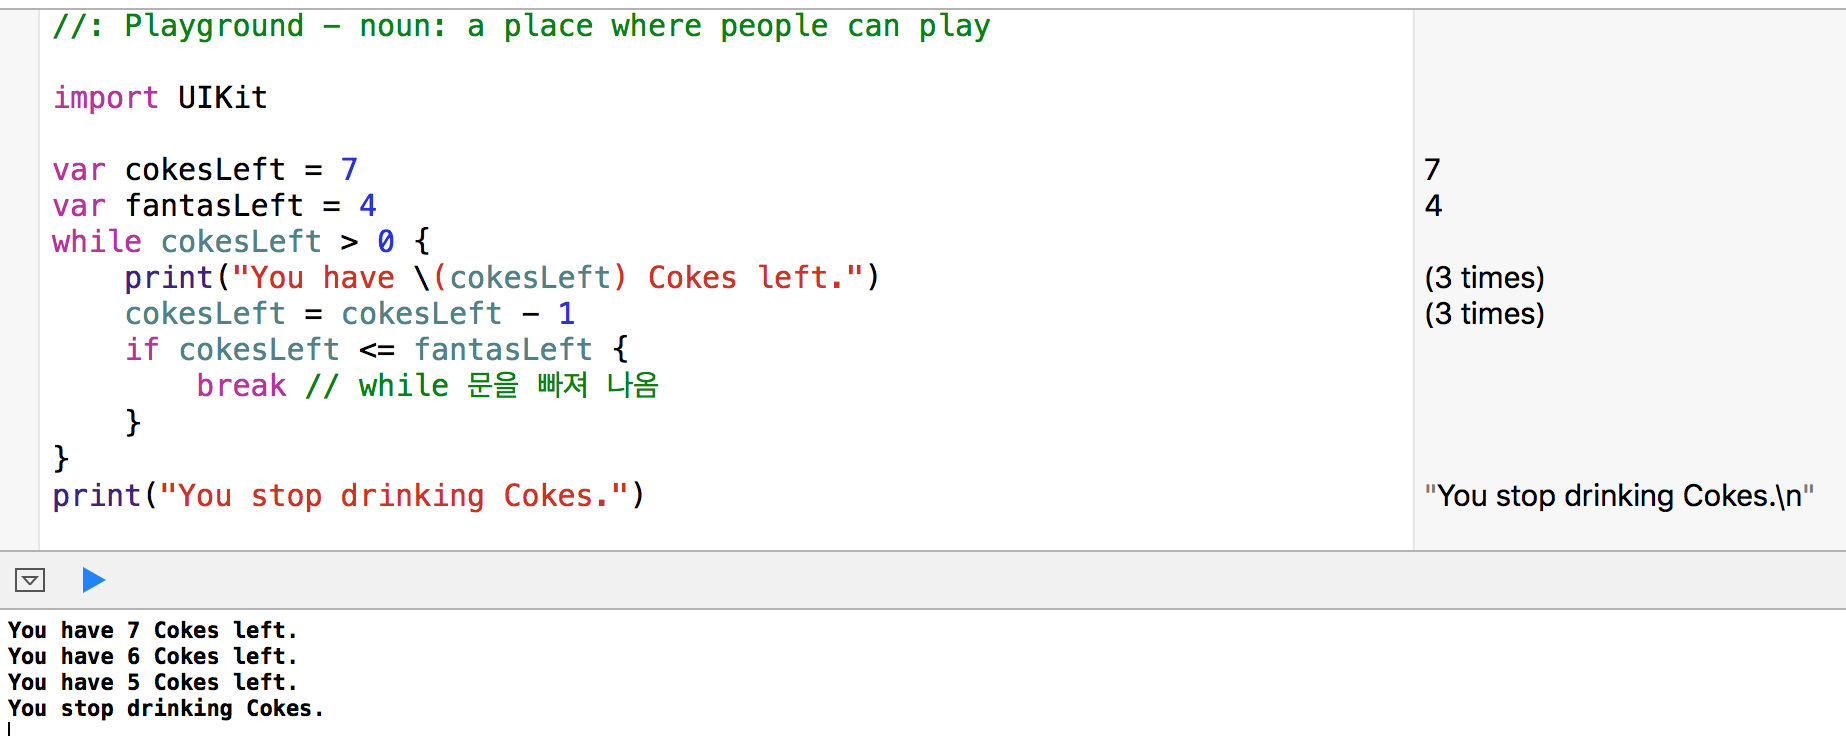 //: Playground - noun: a place where people can play
import UIKit
var cokesLeft = 7
7
var fantasLeft = 4
4
while cokesLeft > 0 {
print("You have \(cokesLeft) Cokes left.")
(3 times)
cokesLeft = cokesLeft - 1
(3 times)
if cokesLeft <= fantasLeft {
break // while 문을 빠져 나옴
}
}
print("You stop drinking Cokes.")
"You stop drinking Cokes.\n"
You have 7 Cokes left.
You have 6 Cokes left.
You have 5 Cokes left.
You stop drinking Cokes.